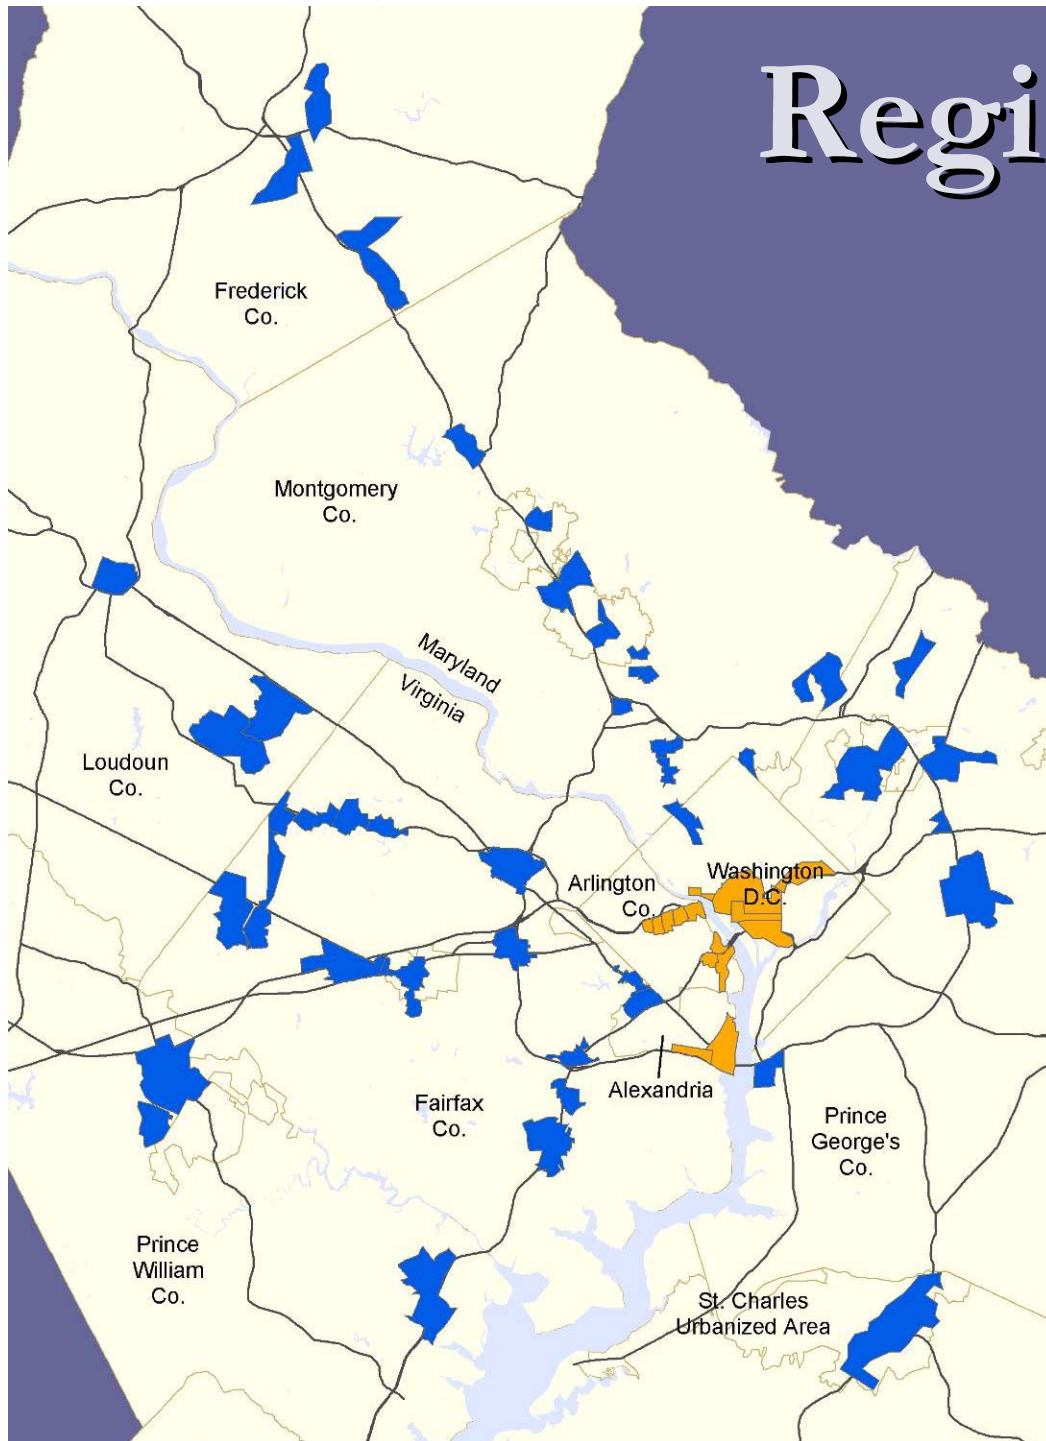 Regi
Frederick
Co.
Montgomery
Co.
Maryland
Virginia
Loudoun
Co.
Arlington
Co.
Washington
D.C.
Alexandria
Fairfax
Co.
Prince
George's
Co.
Prince
William
Co.
St. Charles
Urbanized Area